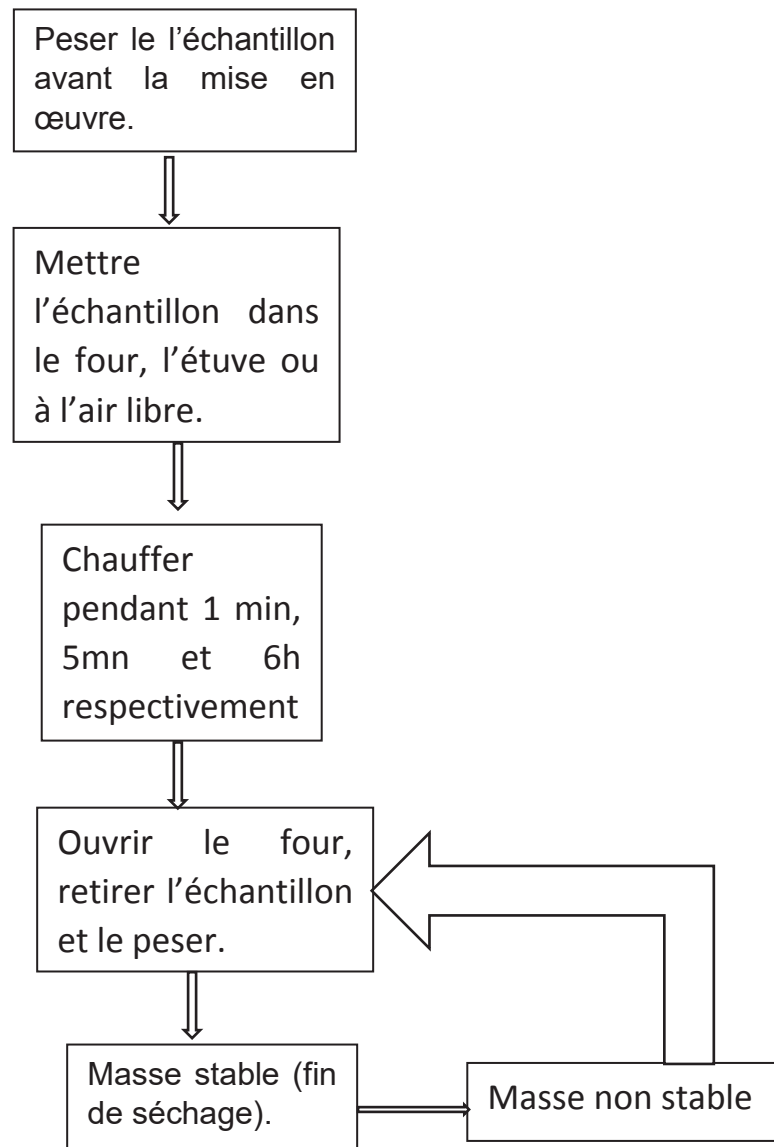 Peser le l’échantillon
avant la mise en
œuvre.
Mettre
l’échantillon dans
le four, l’étuve ou
à l’air libre.
Chauffer
pendant 1 min,
5mn et 6h
respectivement
Ouvrir le four,
retirer l’échantillon
et le peser.
Masse stable (fin
de séchage).
Masse non stable